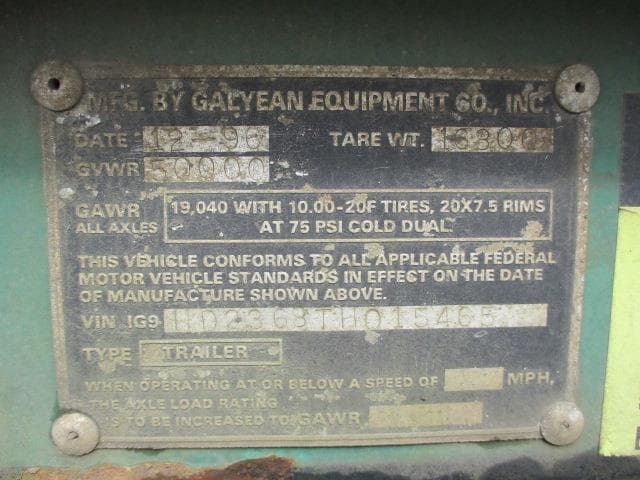 MFG. BY GALYEAN EQUIPMENT CO., INC.
DATE 12-90 TARE WT.
GVWR 50000
GAWR
ALL AXLES
19,040 WITH 10.00-20F TIRES, 20X7.5 RIMS
AT 75 PSI COLD DUAL.
THIS VEHICLE CONFORMS TO ALL APPLICABLE FEDERAL
MOTOR VEHICLE STANDARDS IN EFFECT ON THE DATE
OF MANUFACTURE SHOWN ABOVE.
VIN IG9
TYPE TRAILER
WHEN OPERATING AT OR BELOW A SPEED OF MPH,
THE AXLE LOAD RATING
IS TO BE INCREASED TO GAWR